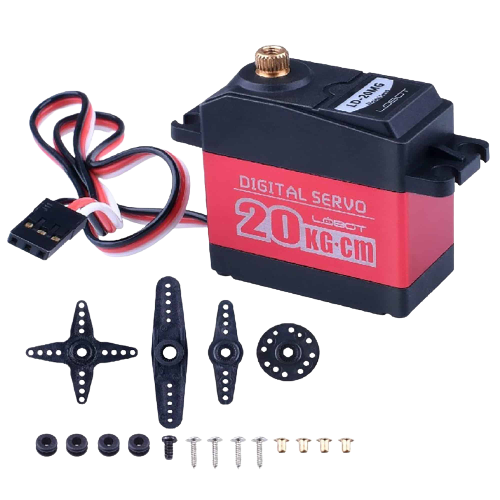 LD-20MG
LOBOT
DIGITAL SERVO
LOBOT
20KG·cm